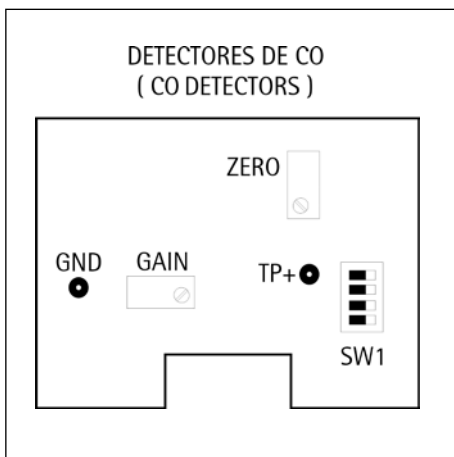 DETECTORES DE CO
( CO DETECTORS )
ZERO
GND
GAIN
TP+
SW1